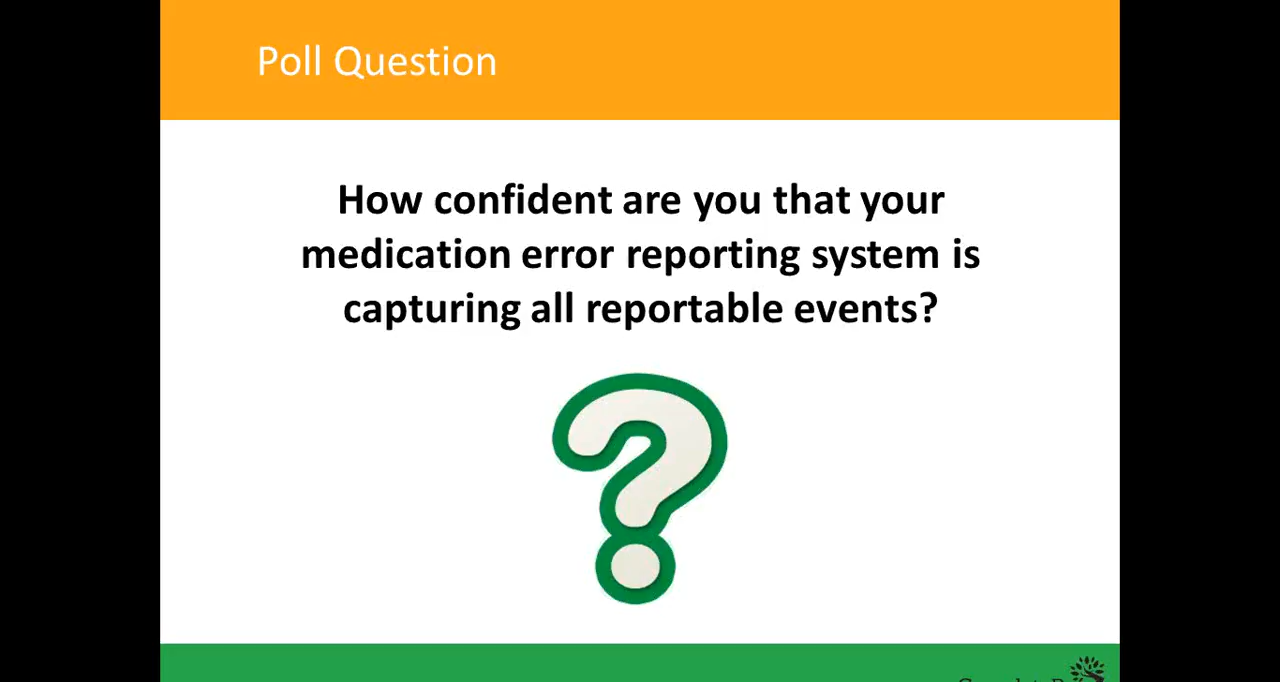 Poll Question
How confident are you that your
medication error reporting system is
capturing all reportable events?
?